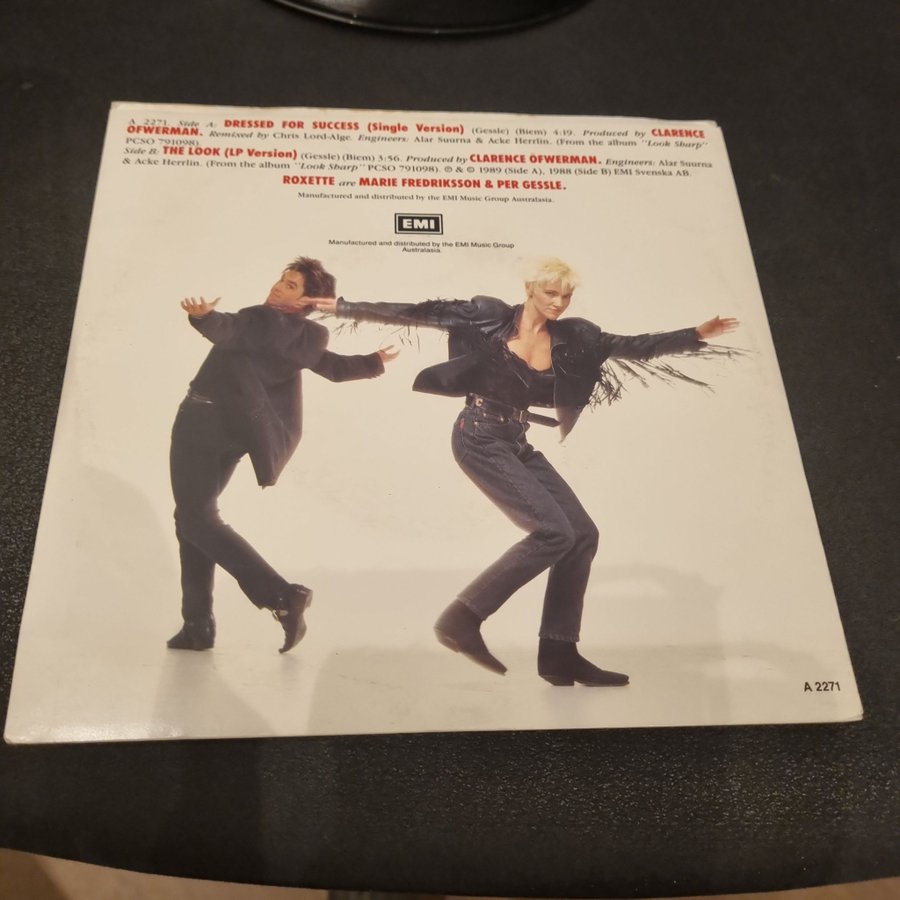 A 2271. Side A: DRESSED FOR SUCCESS (Single Version) (Gessle) (Biem) 4:19. Produced by CLARENCE
OFWERMAN. Remixed by Chris Lord-Alge. Engineers: Alar Suurna & Acke Herrlin. (From the album "Look Sharp"
PCSO 791098).
Side B: THE LOOK (LP Version) (Gessle) (Biem) 3:56. Produced by CLARENCE OFWERMAN. Engineers: Alar Suurna
& Acke Herrlin. (From the album "Look Sharp" PCSO 791098). ℗ & © 1989 (Side A), 1988 (Side B) EMI Svenska AB.
ROXETTE are MARIE FREDRIKSSON & PER GESSLE.
Manufactured and distributed by the EMI Music Group Australasia.
EMI
Manufactured and distributed by the EMI Music Group
Australasia.
A 2271